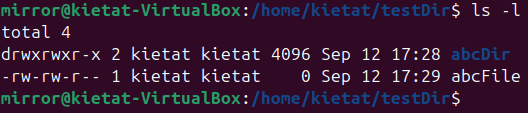 mirror@kietat-VirtualBox:/home/kietat/testDir$ ls -l
total 4
drwxrwxr-x 2 kietat kietat 4096 Sep 12 17:28 abcDir
-rw-rw-r-- 1 kietat kietat    0 Sep 12 17:29 abcFile
mirror@kietat-VirtualBox:/home/kietat/testDir$